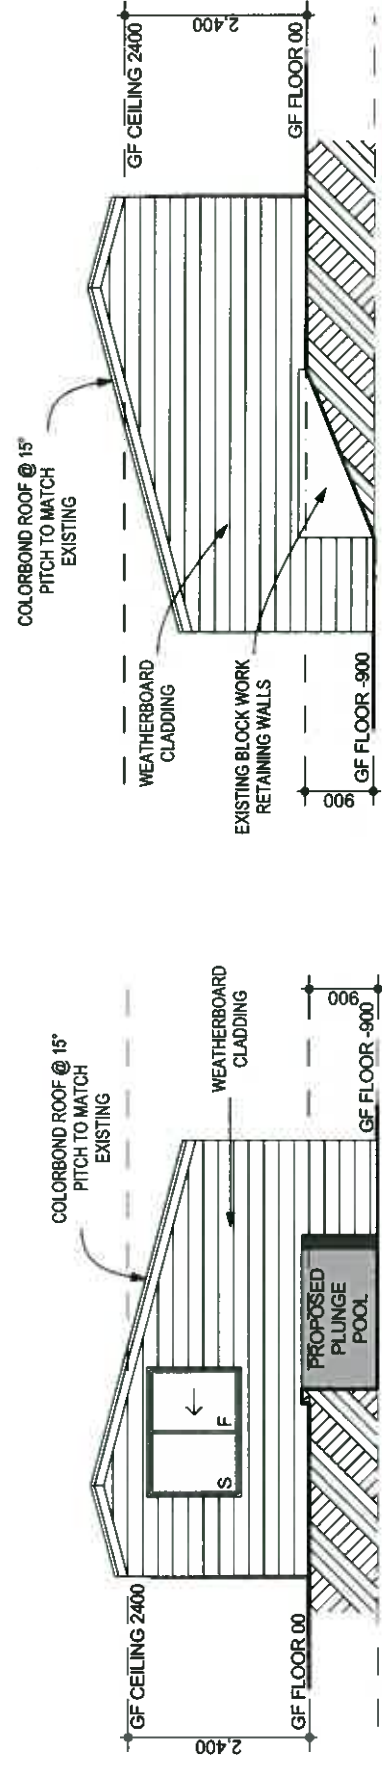 COLORBOND ROOF @ 15°
PITCH TO MATCH
EXISTING
GF CEILING 2400
2,400
WEATHERBOARD
CLADDING
S
F
GF FLOOR 00
PROPOSED
PLUNGE
POOL
900
GF FLOOR -900
COLORBOND ROOF @ 15°
PITCH TO MATCH
EXISTING
GF CEILING 2400
2,400
WEATHERBOARD
CLADDING
EXISTING BLOCK WORK
RETAINING WALLS
GF FLOOR 00
900
GF FLOOR -900